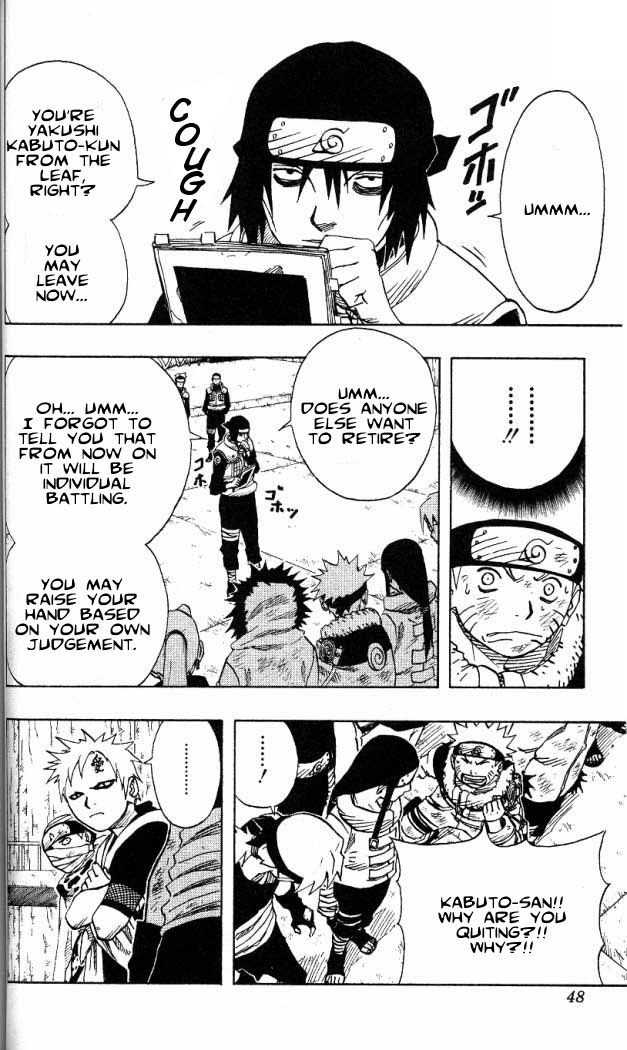 UMMM...
ゴホッ
COUGH
YOU'RE
YAKUSHI
KABUTO-KUN
FROM THE
LEAF,
RIGHT?
YOU
MAY
LEAVE
NOW...
.......!!
UMM...
DOES ANYONE
ELSE WANT
TO RETIRE?
ゴホ
ゴホッ
OH... UMM...
I FORGOT TO
TELL YOU THAT
FROM NOW ON
IT WILL BE
INDIVIDUAL
BATTLING.
YOU MAY
RAISE YOUR
HAND BASED
ON YOUR OWN
JUDGEMENT.
......!
KABUTO-SAN!!
WHY ARE YOU
QUITING?!!
WHY?!!
......
愛
48